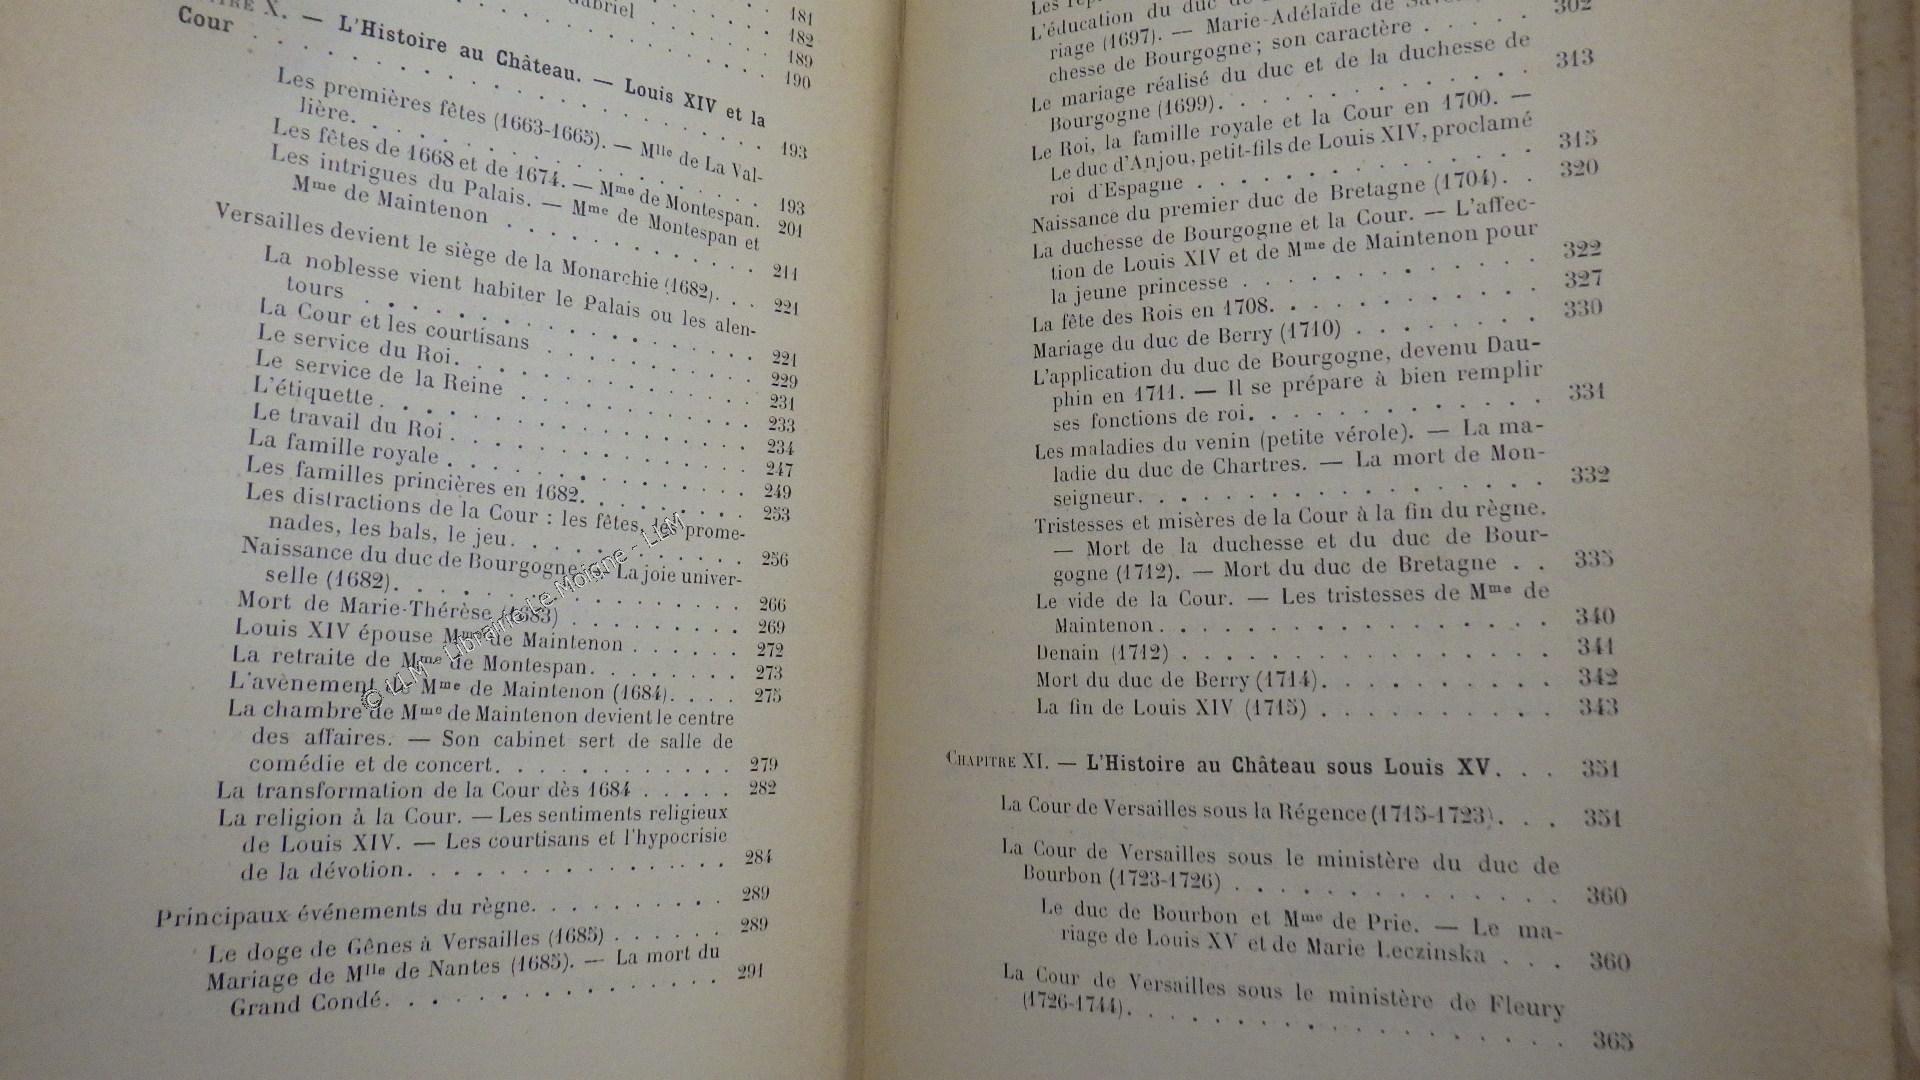 Gabriel . . . 181
182
189
190
X. — L'Histoire au Château. — Louis XIV et la
Cour . . . 193
Les premières fêtes (1663-1665). — Mlle de La Val-
lière. . . . 193
Les fêtes de 1668 et de 1674. — Mme de Montespan. 201
Les intrigues du Palais. — Mme de Montespan et
Mme de Maintenon . . . 211
Versailles devient le siège de la Monarchie (1682). . . 221
La noblesse vient habiter le Palais ou les alen-
tours . . . 221
La Cour et les courtisans . . . 229
Le service du Roi. . . . 231
Le service de la Reine . . . 233
L'étiquette. . . . 234
Le travail du Roi . . . 247
La famille royale . . . 249
Les familles princières en 1682. . . . 253
Les distractions de la Cour : les fêtes, les prome-
nades, les bals, le jeu. . . . 256
Naissance du duc de Bourgogne: La joie univer-
selle (1682). . . . 266
Mort de Marie-Thérèse (1683) . . . 269
Louis XIV épouse Mme de Maintenon . . . 272
La retraite de Mme de Montespan. . . . 273
L'avènement de Mme de Maintenon (1684). . . . 275
La chambre de Mme de Maintenon devient le centre
des affaires. — Son cabinet sert de salle de
comédie et de concert. . . . 279
La transformation de la Cour dès 1684 . . . 282
La religion à la Cour. — Les sentiments religieux
de Louis XIV. — Les courtisans et l'hypocrisie
de la dévotion. . . . 284
Principaux événements du règne. . . . 289
Le doge de Gênes à Versailles (1685) . . . 289
Mariage de Mlle de Nantes (1685). — La mort du
Grand Condé. . . . 291
© LLM - Librairie Le Moigne - LLM
L'éducation du duc de
riage (1697). — Marie-Adélaïde de
chesse de Bourgogne; son caractère . . . 302
Le mariage réalisé du duc et de la duchesse de
Bourgogne (1699). . . . 313
Le Roi, la famille royale et la Cour en 1700. —
Le duc d'Anjou, petit-fils de Louis XIV, proclamé
roi d'Espagne . . . 315
Naissance du premier duc de Bretagne (1704). . 320
La duchesse de Bourgogne et la Cour. — L'affec-
tion de Louis XIV et de Mme de Maintenon pour
la jeune princesse . . . 322
La fête des Rois en 1708. . . . 327
Mariage du duc de Berry (1710) . . . 330
L'application du duc de Bourgogne, devenu Dau-
phin en 1711. — Il se prépare à bien remplir
ses fonctions de roi. . . . 331
Les maladies du venin (petite vérole). — La ma-
ladie du duc de Chartres. — La mort de Mon-
seigneur. . . . 332
Tristesses et misères de la Cour à la fin du règne.
— Mort de la duchesse et du duc de Bour-
gogne (1712). — Mort du duc de Bretagne . . 335
Le vide de la Cour. — Les tristesses de Mme de
Maintenon . . . 340
Denain (1712) . . . 341
Mort du duc de Berry (1714). . . . 342
La fin de Louis XIV (1715) . . . 343
CHAPITRE XI. — L'Histoire au Château sous Louis XV. . . 351
La Cour de Versailles sous la Régence (1715-1723). . . 351
La Cour de Versailles sous le ministère du duc de
Bourbon (1723-1726) . . . 360
Le duc de Bourbon et Mme de Prie. — Le ma-
riage de Louis XV et de Marie Leczinska . . . 360
La Cour de Versailles sous le ministère de Fleury
(1726-1744). . . . 365